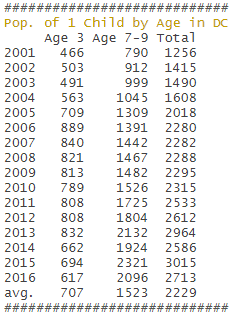 ############################
Pop. of 1 Child by Age in DC
Age 3 Age 7-9 Total
2001 466 790 1256
2002 503 912 1415
2003 491 999 1490
2004 563 1045 1608
2005 709 1309 2018
2006 889 1391 2280
2007 840 1442 2282
2008 821 1467 2288
2009 813 1482 2295
2010 789 1526 2315
2011 808 1725 2533
2012 808 1804 2612
2013 832 2132 2964
2014 662 1924 2586
2015 694 2321 3015
2016 617 2096 2713
avg. 707 1523 2229
############################